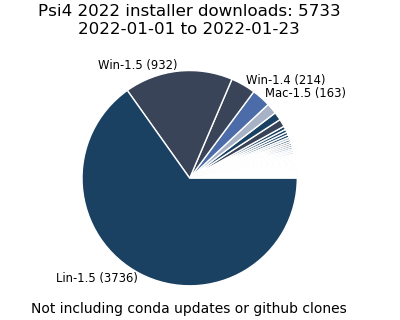 Psi4 2022 installer downloads: 5733
2022-01-01 to 2022-01-23
Win-1.5 (932)
Win-1.4 (214)
Mac-1.5 (163)
Lin-1.5 (3736)
Not including conda updates or github clones